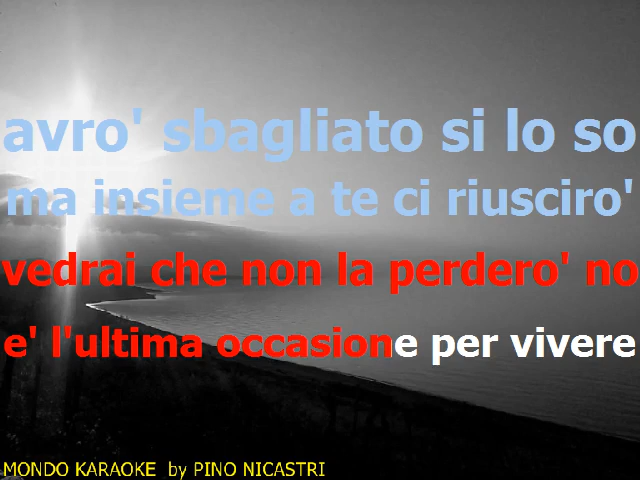 avro' sbagliato si lo so
ma insieme a te ci riusciro'
vedrai che non la perdero' no
e' l'ultima occasione per vivere
MONDO KARAOKE by PINO NICASTRI